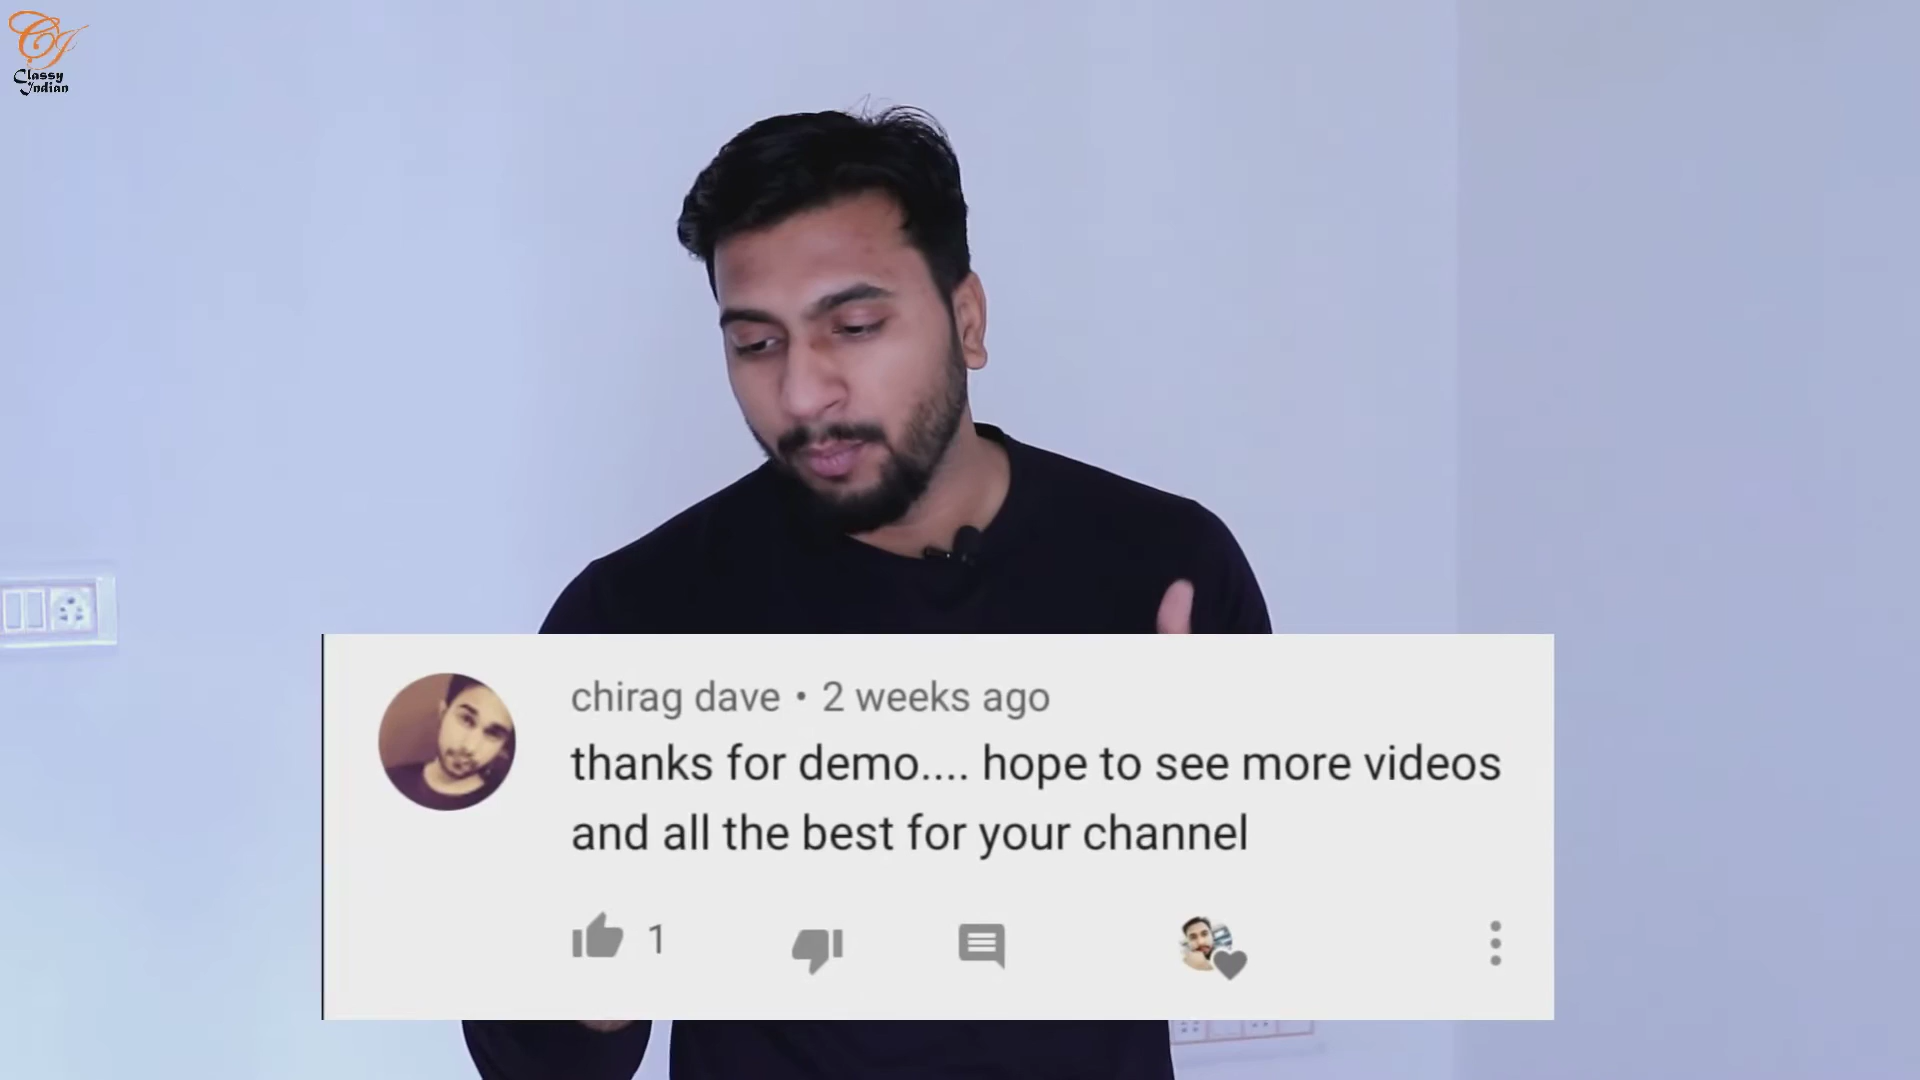 Classy
Indian
chirag dave • 2 weeks ago
thanks for demo.... hope to see more videos
and all the best for your channel
1